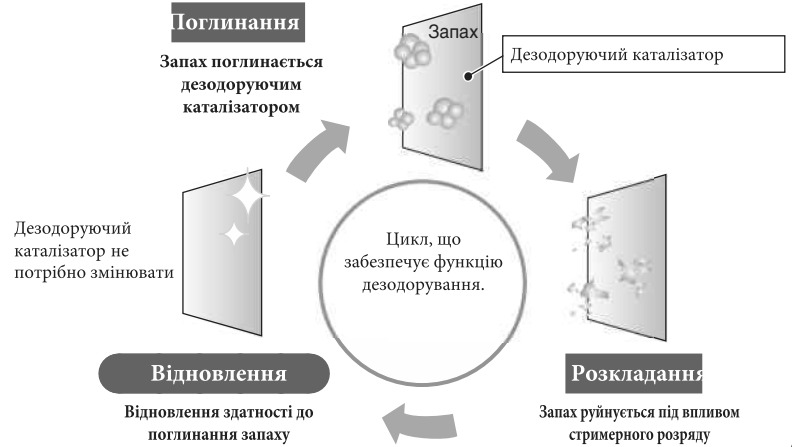 Поглинання
Запах поглинається
дезодоруючим
каталізатором
Запах
Дезодоруючий каталізатор
Дезодоруючий
каталізатор не
потрібно змінювати
Цикл, що
забезпечує функцію
дезодорування.
Відновлення
Відновлення здатності до
поглинання запаху
Розкладання
Запах руйнується під впливом
стримерного розряду